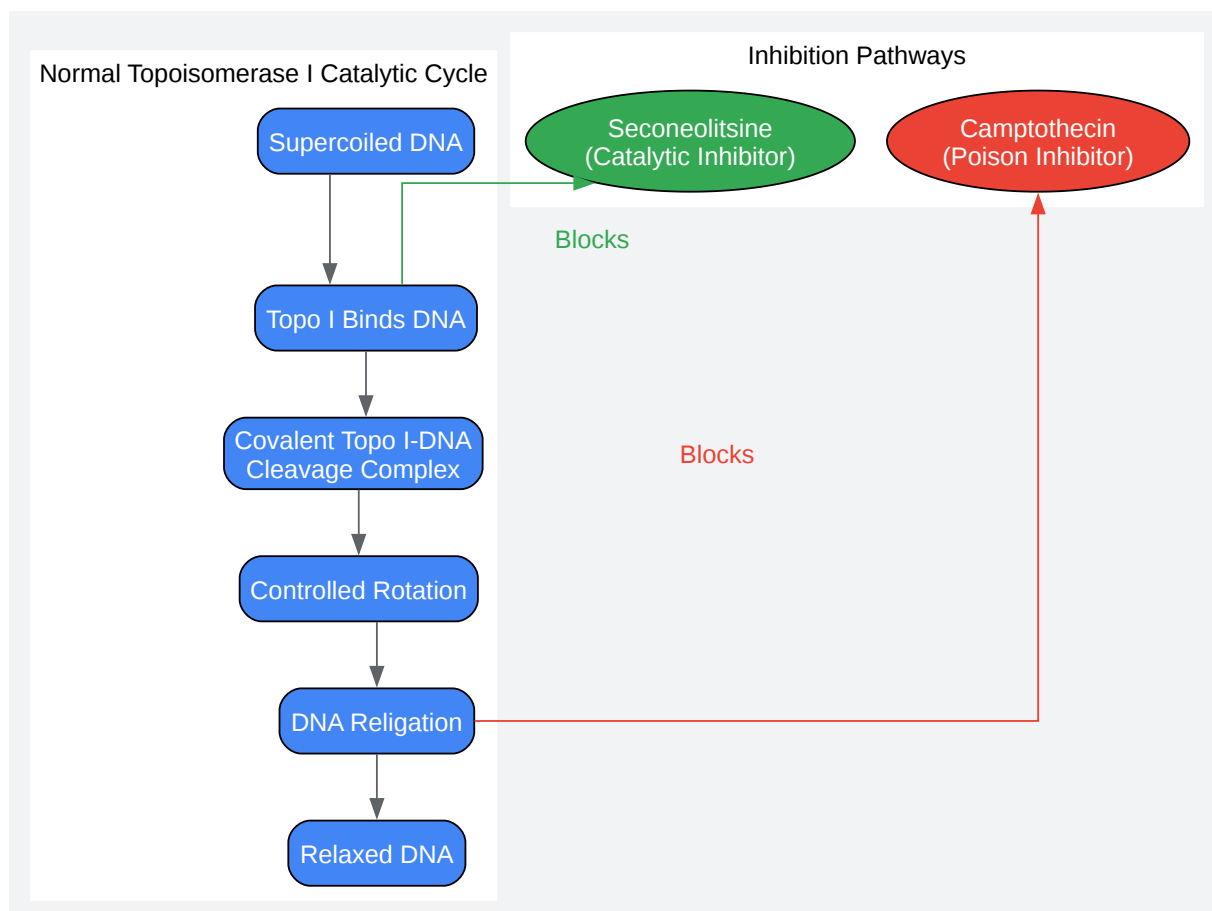 Normal Topoisomerase I Catalytic Cycle
Supercoiled DNA
Topo I Binds DNA
Covalent Topo I-DNA
Cleavage Complex
Controlled Rotation
DNA Religation
Relaxed DNA
Inhibition Pathways
Seconeolitsine
(Catalytic Inhibitor)
Camptothecin
(Poison Inhibitor)
Blocks
Blocks